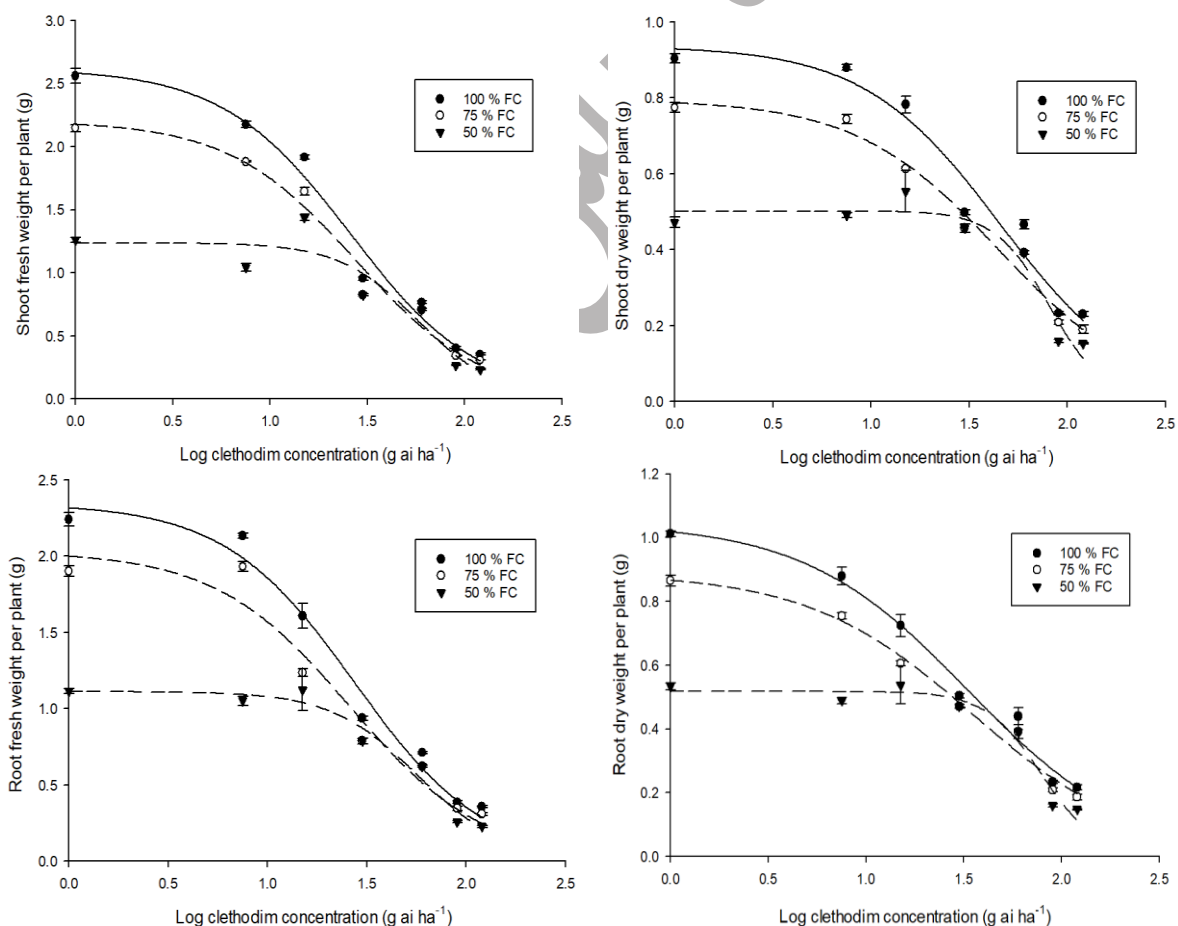 Shoot fresh weight per plant (g)
3.0
2.5
2.0
1.5
1.0
0.5
0.0
100 % FC
75 % FC
50 % FC
0.0 0.5 1.0 1.5 2.0 2.5
Log clethodim concentration (g ai ha⁻¹)
Shoot dry weight per plant (g)
1.0
0.8
0.6
0.4
0.2
0.0
100 % FC
75 % FC
50 % FC
0.0 0.5 1.0 1.5 2.0 2.5
Log clethodim concentration (g ai ha⁻¹)
Root fresh weight per plant (g)
2.5
2.0
1.5
1.0
0.5
0.0
100 % FC
75 % FC
50 % FC
0.0 0.5 1.0 1.5 2.0 2.5
Log clethodim concentration (g ai ha⁻¹)
Root dry weight per plant (g)
1.2
1.0
0.8
0.6
0.4
0.2
0.0
100 % FC
75 % FC
50 % FC
0.0 0.5 1.0 1.5 2.0 2.5
Log clethodim concentration (g ai ha⁻¹)